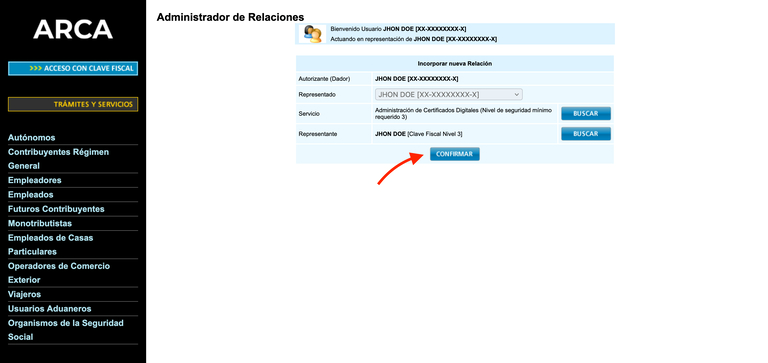 ARCA
>>> ACCESO CON CLAVE FISCAL
TRÁMITES Y SERVICIOS
Autónomos
Contribuyentes Régimen
General
Empleadores
Empleados
Futuros Contribuyentes
Monotributistas
Empleados de Casas
Particulares
Operadores de Comercio
Exterior
Viajeros
Usuarios Aduaneros
Organismos de la Seguridad
Social
Administrador de Relaciones
Bienvenido Usuario JHON DOE [XX-XXXXXXXX-X]
Actuando en representación de JHON DOE [XX-XXXXXXXX-X]
Incorporar nueva Relación
Autorizante (Dador) JHON DOE [XX-XXXXXXXX-X]
Representado JHON DOE [XX-XXXXXXXX-X]
Servicio Administración de Certificados Digitales (Nivel de seguridad mínimo
requerido 3) BUSCAR
Representante JHON DOE [Clave Fiscal Nivel 3] BUSCAR
CONFIRMAR